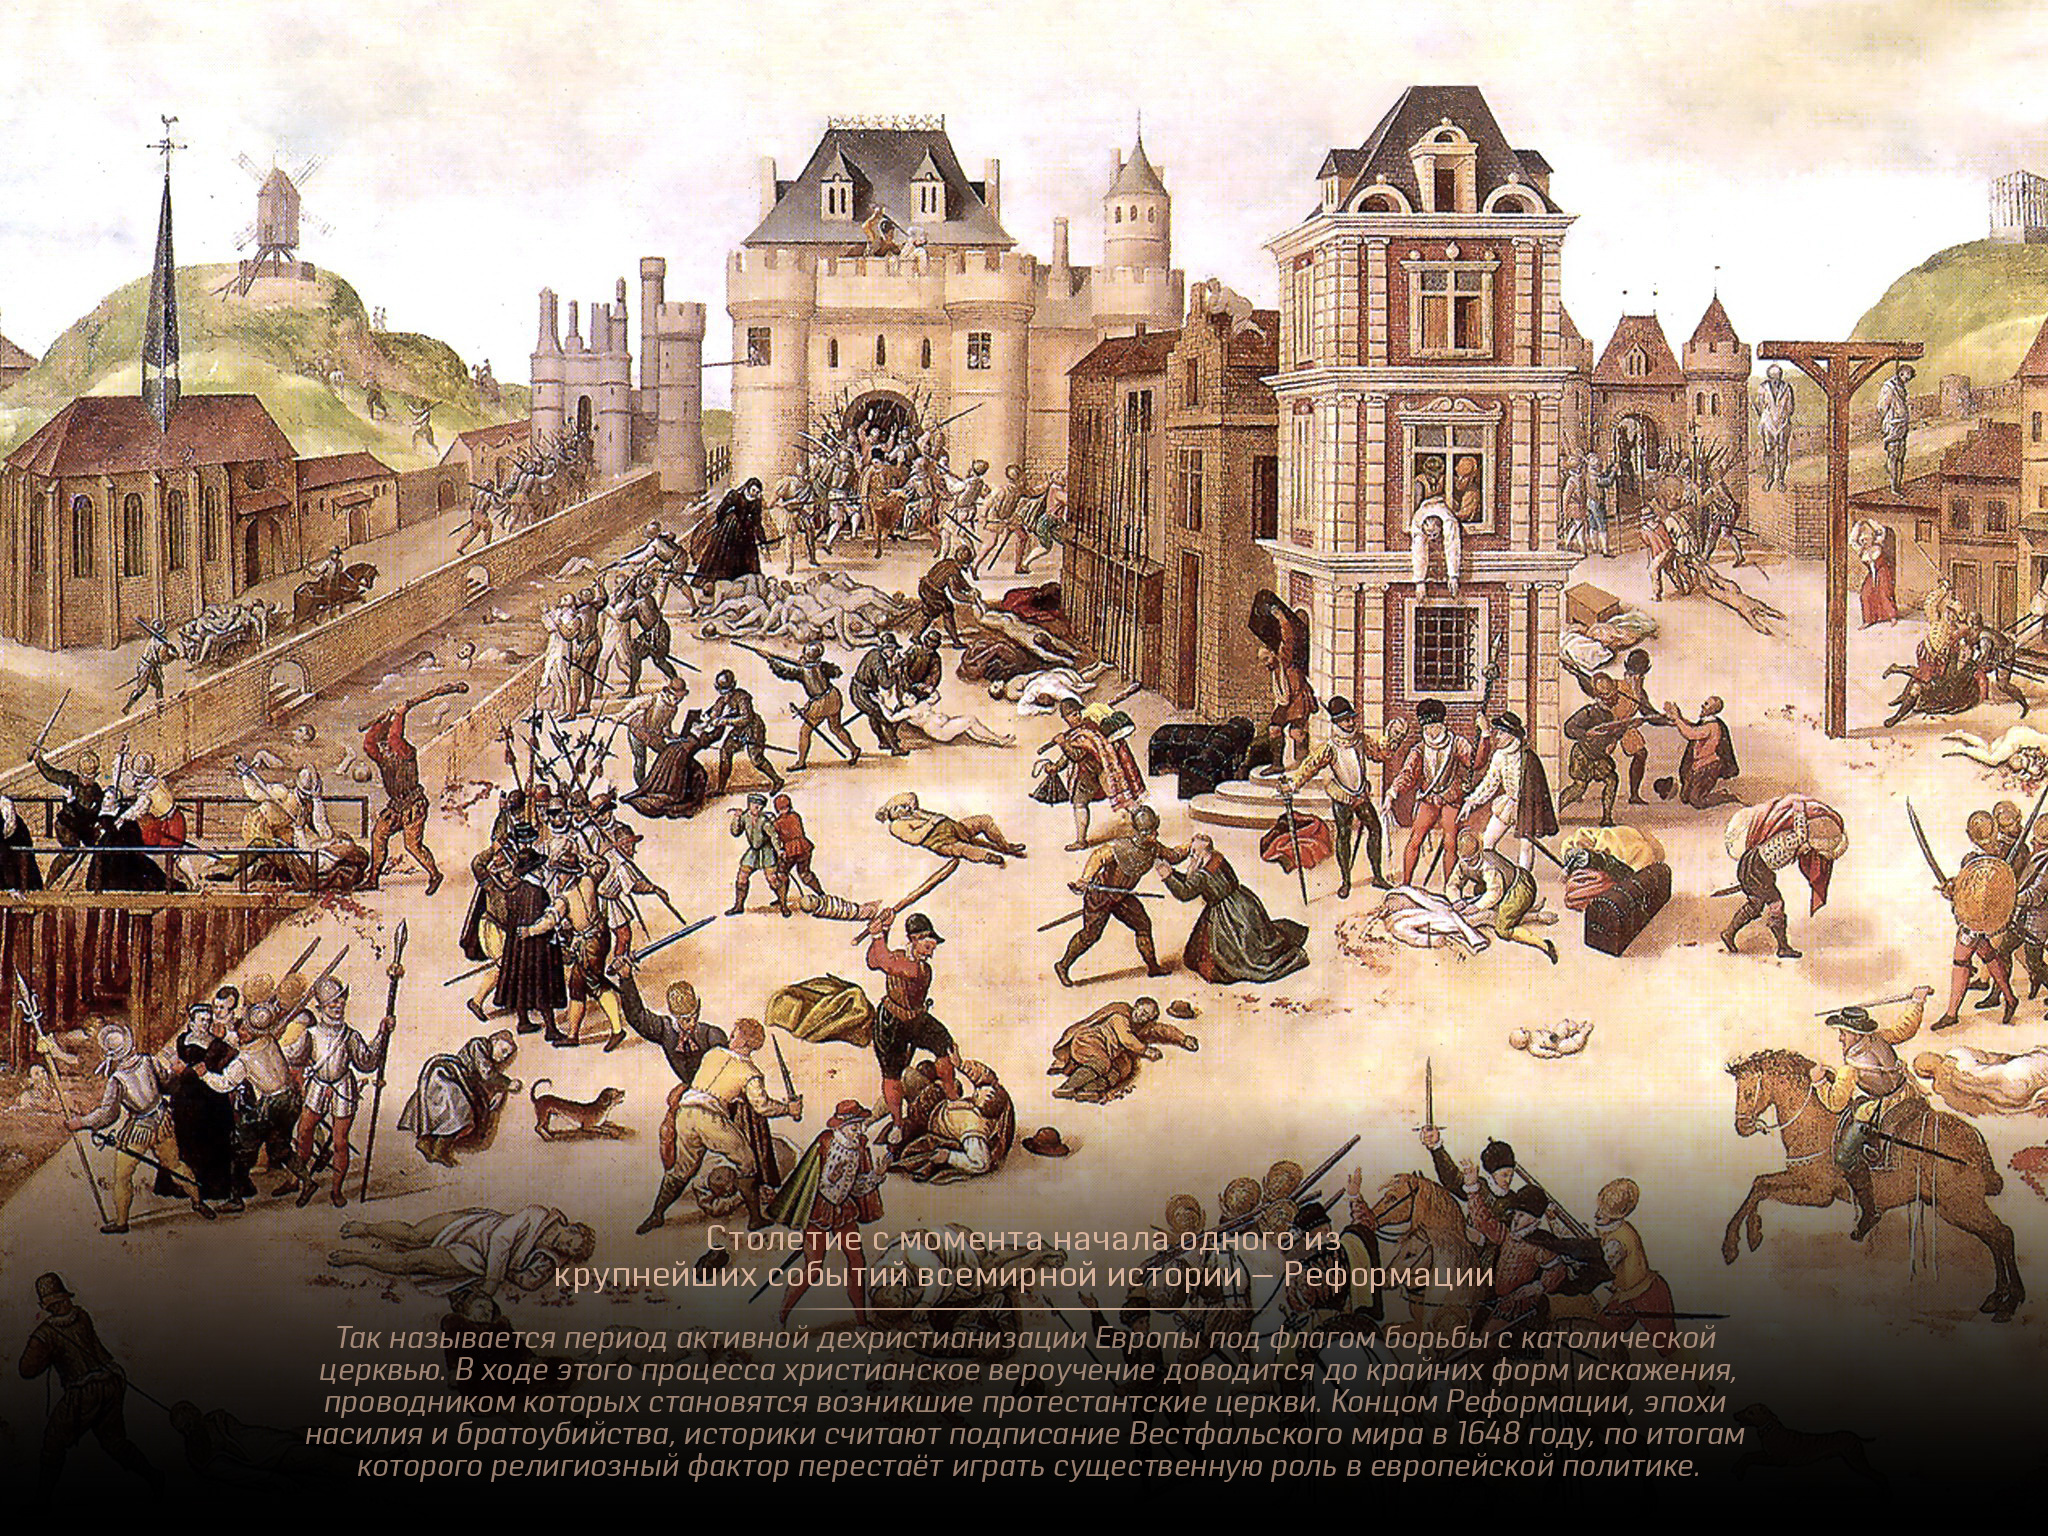 Столетие с момента начала одного из
крупнейших событий всемирной истории – Реформации
Так называется период активной дехристианизации Европы под флагом борьбы с католической
церквью. В ходе этого процесса христианское вероучение доводится до крайних форм искажения,
проводником которых становятся возникшие протестантские церкви. Концом Реформации, эпохи
насилия и братоубийства, историки считают подписание Вестфальского мира в 1648 году, по итогам
которого религиозный фактор перестаёт играть существенную роль в европейской политике.